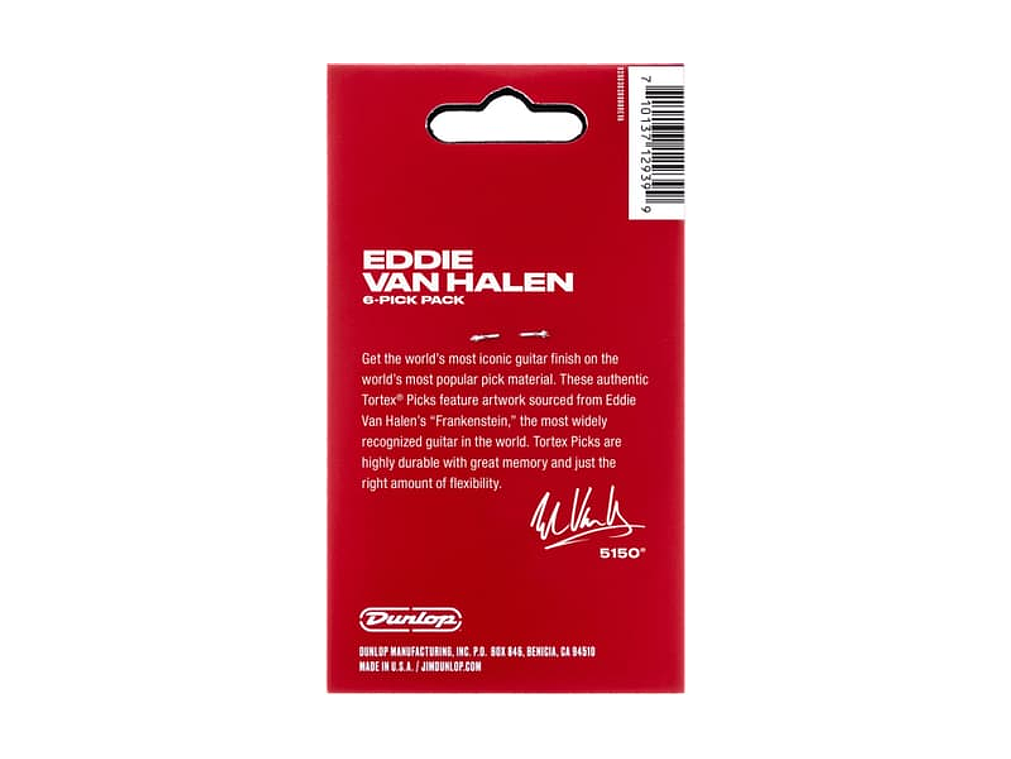 7 10137 12939 9
EDDIE
VAN HALEN
6-PICK PACK
Get the world's most iconic guitar finish on the
world's most popular pick material. These authentic
Tortex® Picks feature artwork sourced from Eddie
Van Halen's “Frankenstein,” the most widely
recognized guitar in the world. Tortex Picks are
highly durable with great memory and just the
right amount of flexibility.
5150®
Dunlop
DUNLOP MANUFACTURING, INC. P.O. BOX 846, BENICIA, CA 94510
MADE IN U.S.A. / JIMDUNLOP.COM